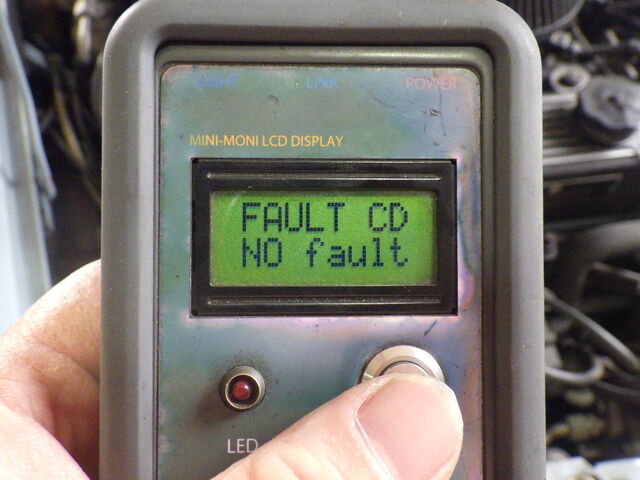 LIGHT LINK POWER
MINI-MONI LCD DISPLAY
FAULT CD
NO fault
LED